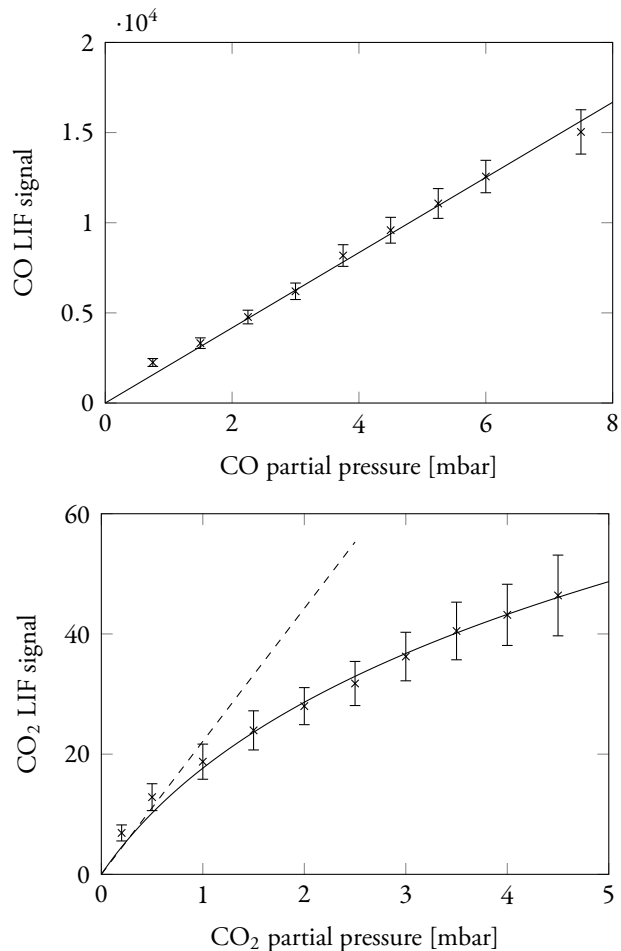 ·10⁴
2
1.5
1
0.5
0
0 2 4 6 8
CO LIF signal
CO partial pressure [mbar]
60
40
20
0
0 1 2 3 4 5
CO₂ LIF signal
CO₂ partial pressure [mbar]